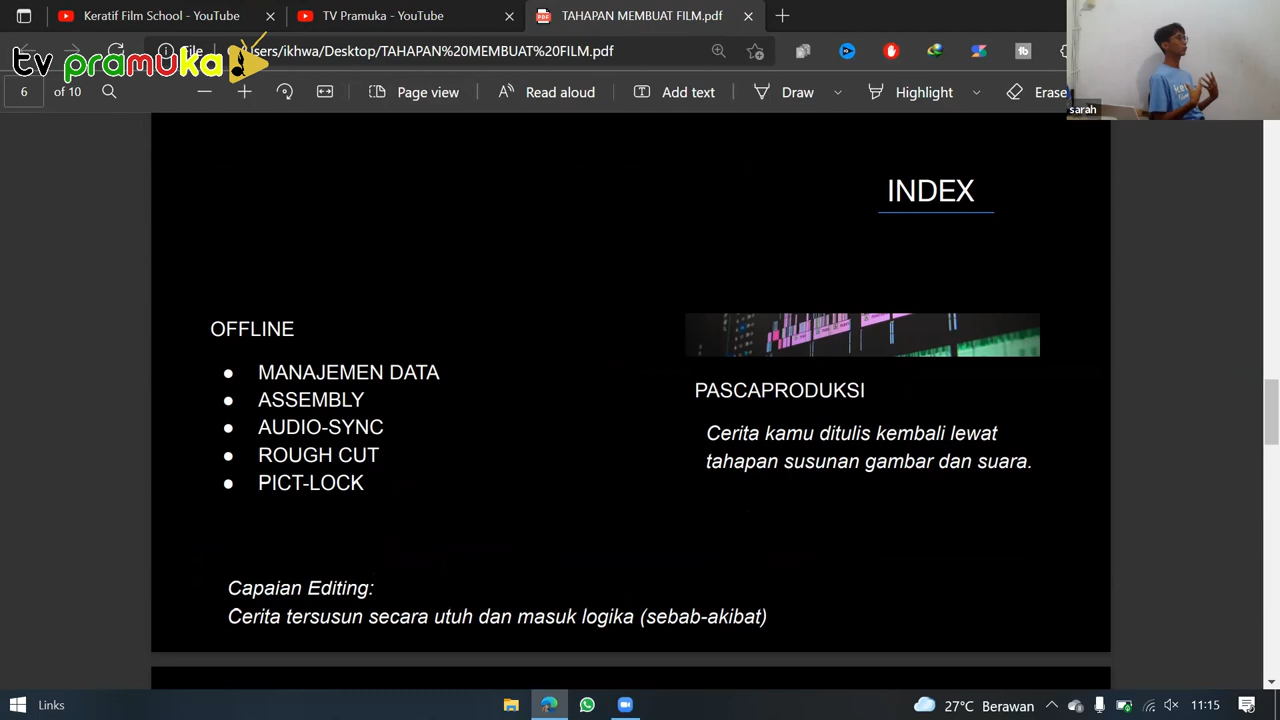 Keratif Film School - YouTube
TV Pramuka - YouTube
TAHAPAN MEMBUAT FILM.pdf
File
sers/ikhwa/Desktop/TAHAPAN%20MEMBUAT%20FILM.pdf
tv pramuka
6 of 10
Page view
Read aloud
Add text
Draw
Highlight
Erase
sarah
INDEX
OFFLINE
MANAJEMEN DATA
ASSEMBLY
AUDIO-SYNC
ROUGH CUT
PICT-LOCK
PASCAPRODUKSI
Cerita kamu ditulis kembali lewat
tahapan susunan gambar dan suara.
Capaian Editing:
Cerita tersusun secara utuh dan masuk logika (sebab-akibat)
Links
27°C Berawan
11:15